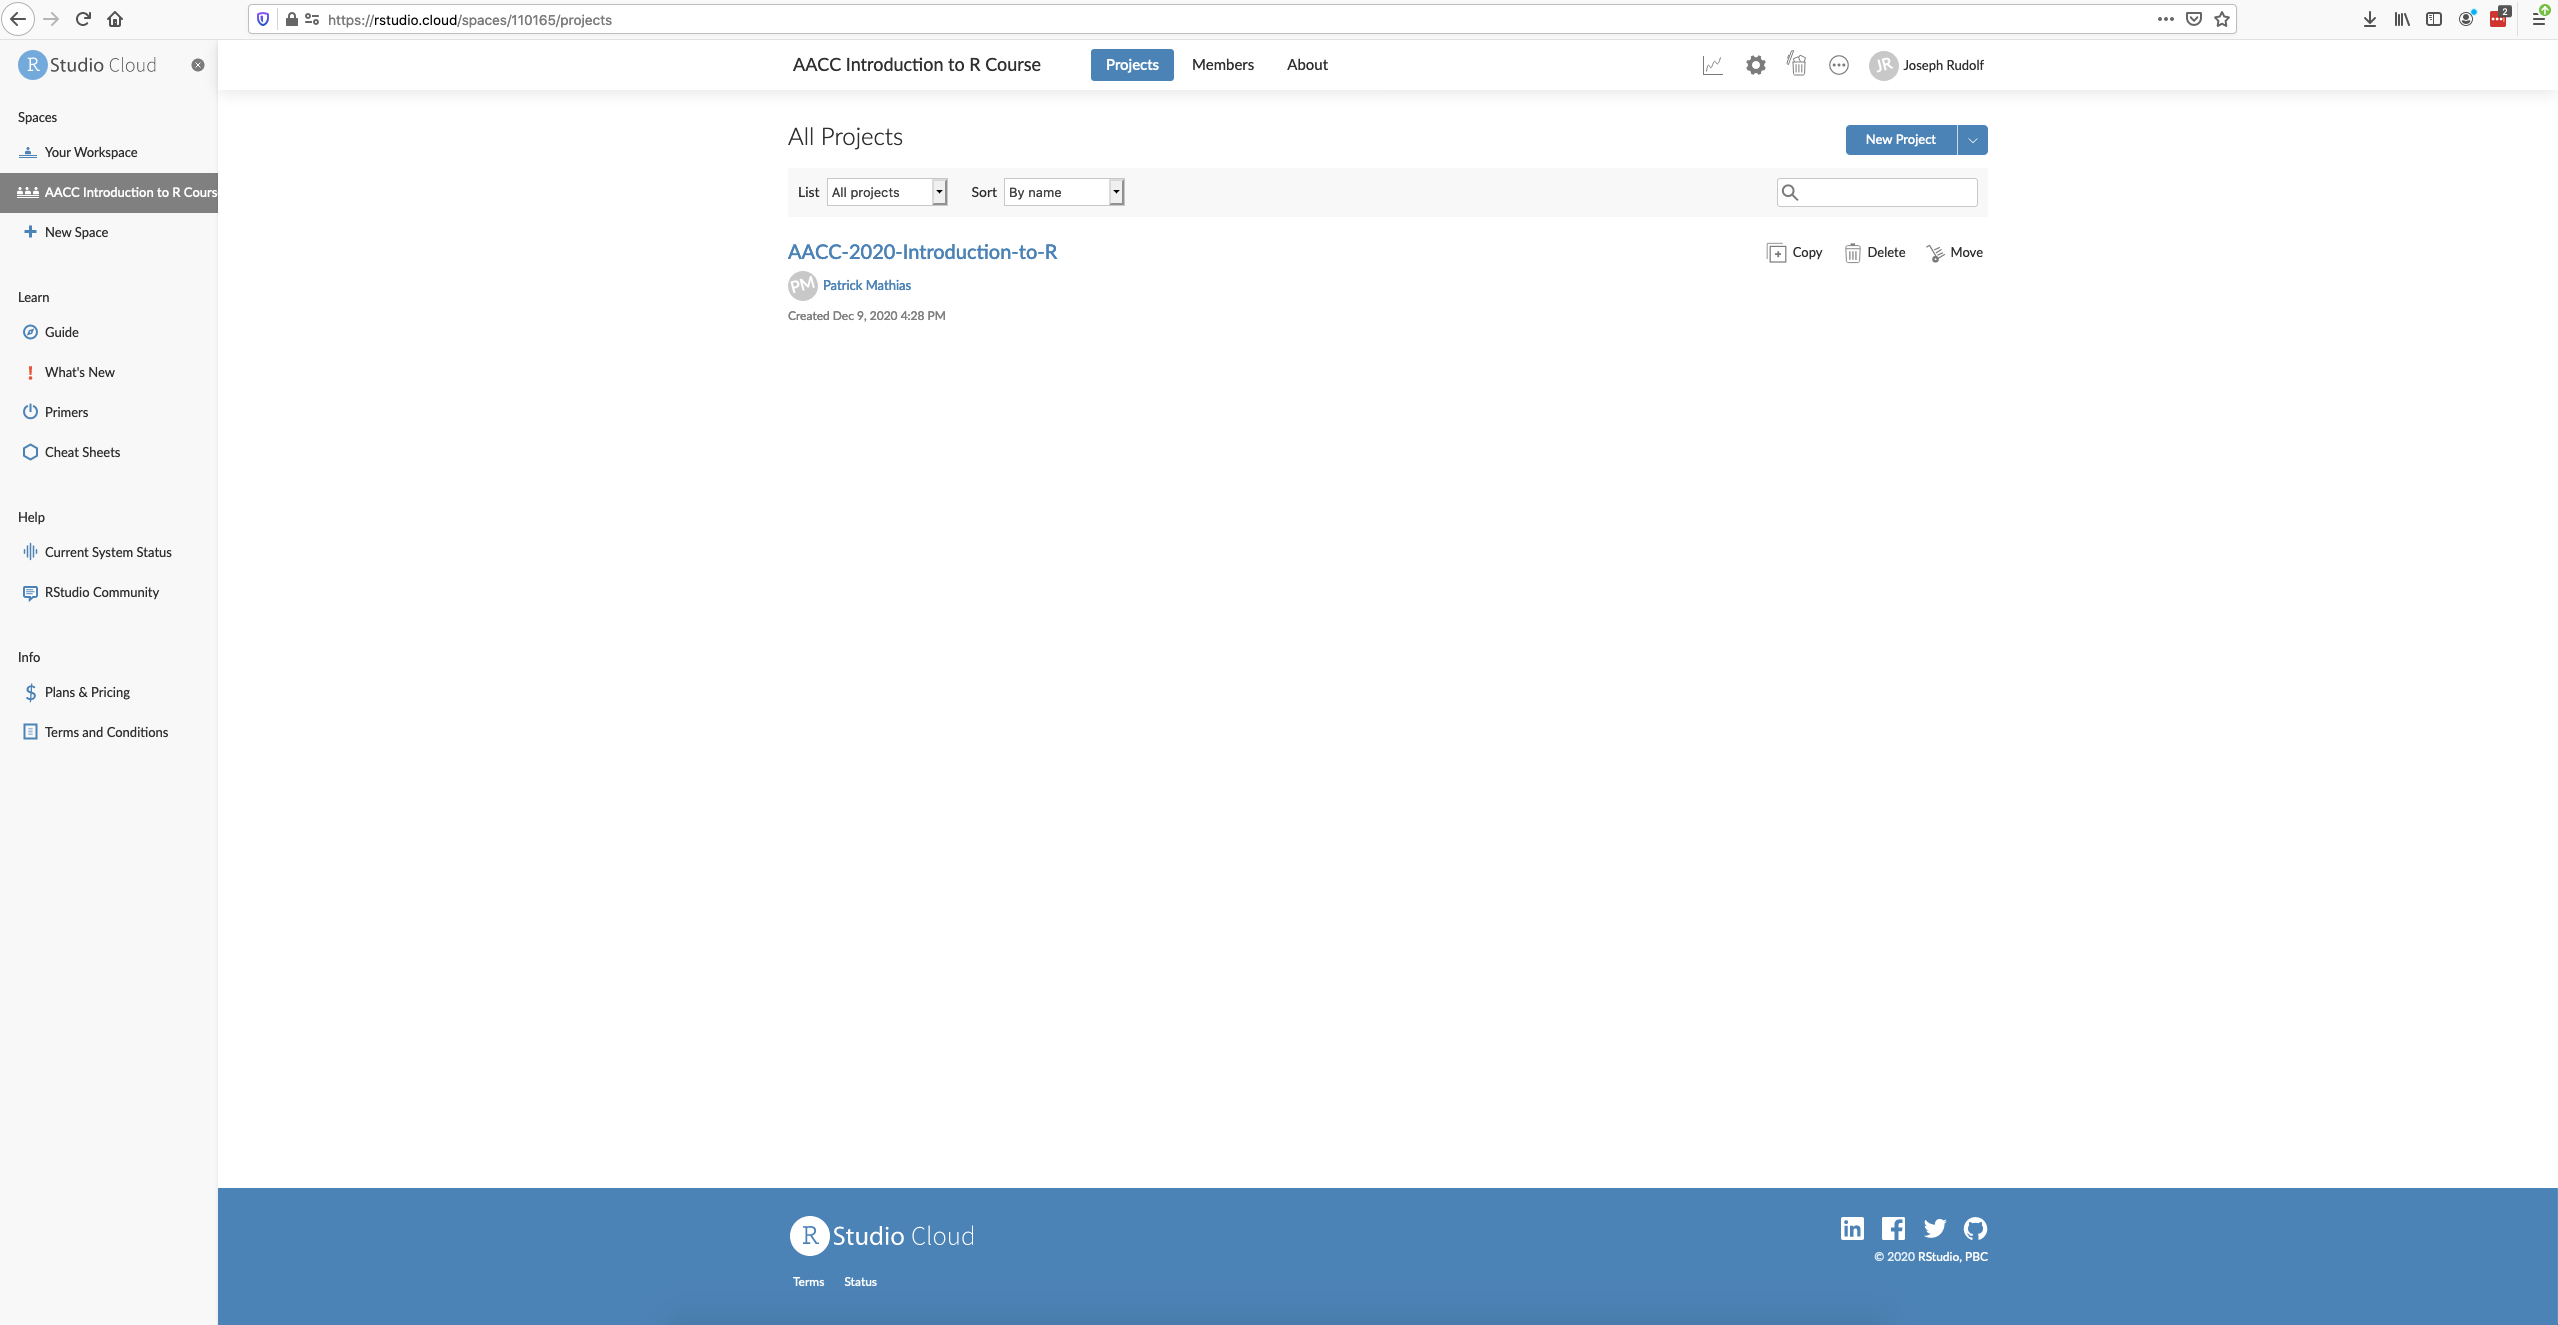 https://rstudio.cloud/spaces/110165/projects
2
R Studio Cloud
AACC Introduction to R Course
Projects
Members
About
JR
Joseph Rudolf
Spaces
Your Workspace
AACC Introduction to R Cours
New Space
Learn
Guide
What's New
Primers
Cheat Sheets
Help
Current System Status
RStudio Community
Info
Plans & Pricing
Terms and Conditions
All Projects
New Project
List
All projects
Sort
By name
AACC-2020-Introduction-to-R
Copy
Delete
Move
PM
Patrick Mathias
Created Dec 9, 2020 4:28 PM
R Studio Cloud
Terms
Status
in
© 2020 RStudio, PBC